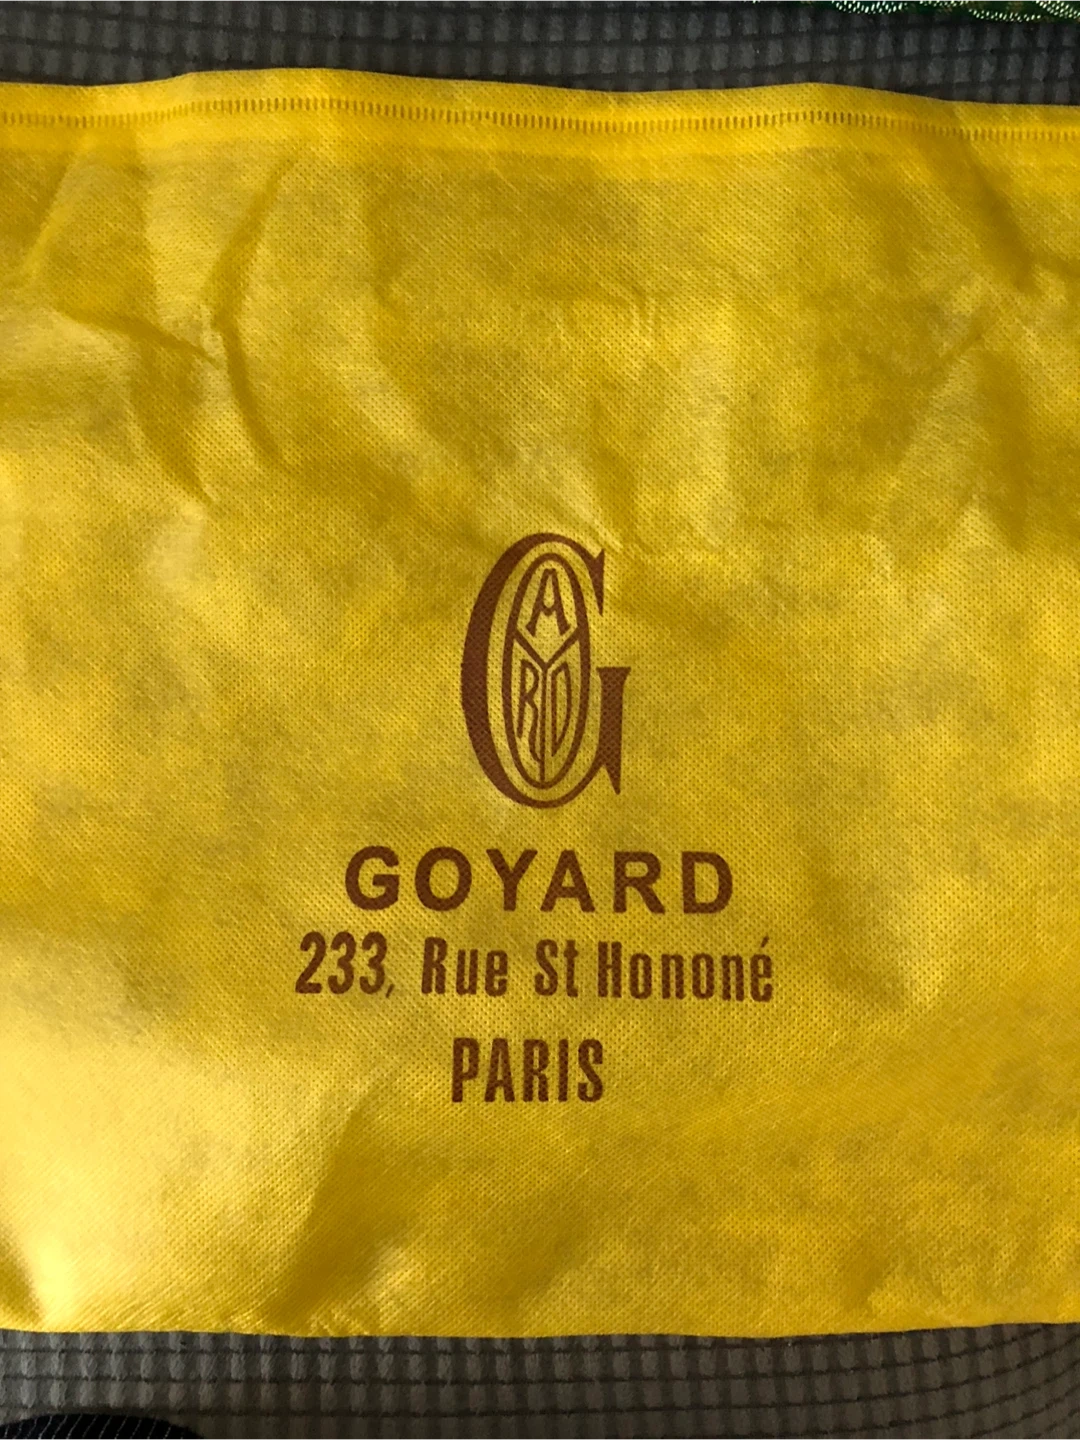 G
A
R D
GOYARD
233, Rue St Hononé
PARIS